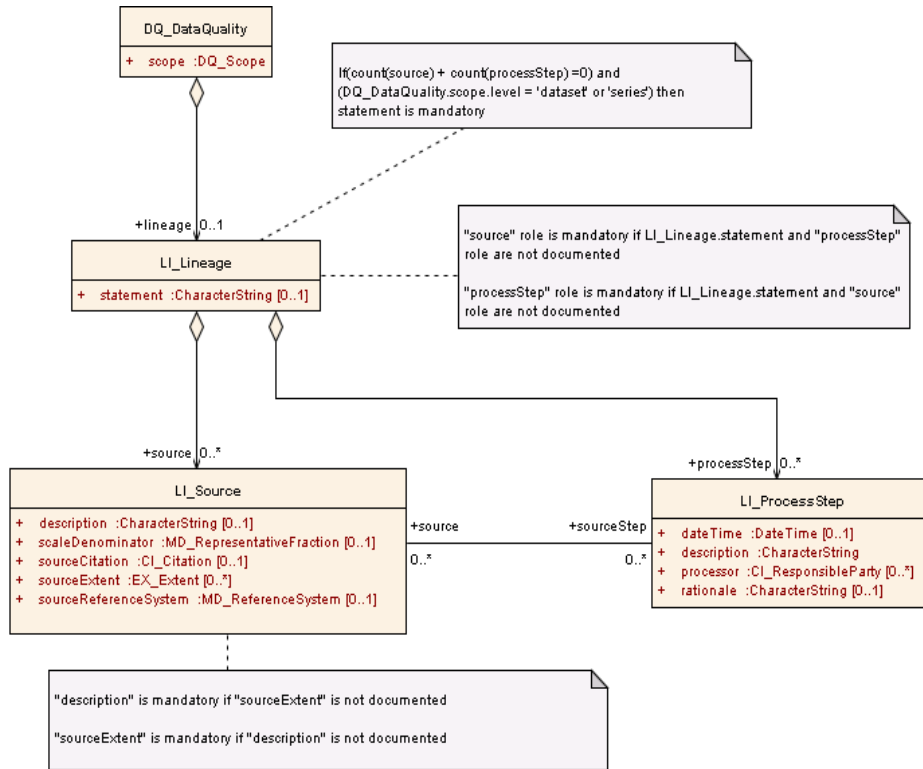 DQ_DataQuality
+ scope :DQ_Scope
If(count(source) + count(processStep) =0) and
(DQ_DataQuality.scope.level = 'dataset' or 'series') then
statement is mandatory
+lineage 0..1
LI_Lineage
+ statement :CharacterString [0..1]
"source" role is mandatory if LI_Lineage.statement and "processStep"
role are not documented
"processStep" role is mandatory if LI_Lineage.statement and "source"
role are not documented
+source 0..*
+processStep 0..*
LI_Source
+ description :CharacterString [0..1]
+ scaleDenominator :MD_RepresentativeFraction [0..1]
+ sourceCitation :CI_Citation [0..1]
+ sourceExtent :EX_Extent [0..*]
+ sourceReferenceSystem :MD_ReferenceSystem [0..1]
+source
0..*
+sourceStep
0..*
LI_ProcessStep
+ dateTime :DateTime [0..1]
+ description :CharacterString
+ processor :CI_ResponsibleParty [0..*]
+ rationale :CharacterString [0..1]
"description" is mandatory if "sourceExtent" is not documented
"sourceExtent" is mandatory if "description" is not documented